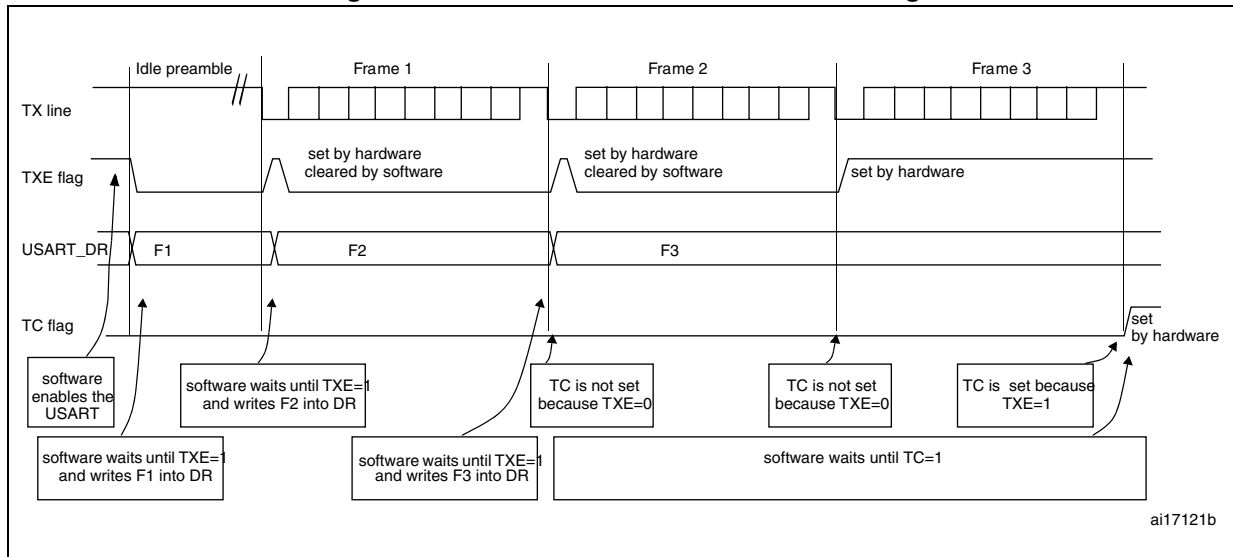 Idle preamble
Frame 1
Frame 2
Frame 3
TX line
TXE flag
set by hardware
cleared by software
set by hardware
cleared by software
set by hardware
USART_DR
F1
F2
F3
TC flag
set
by hardware
software
enables the
USART
software waits until TXE=1
and writes F2 into DR
TC is not set
because TXE=0
TC is not set
because TXE=0
TC is set because
TXE=1
software waits until TXE=1
and writes F1 into DR
software waits until TXE=1
and writes F3 into DR
software waits until TC=1
ai17121b